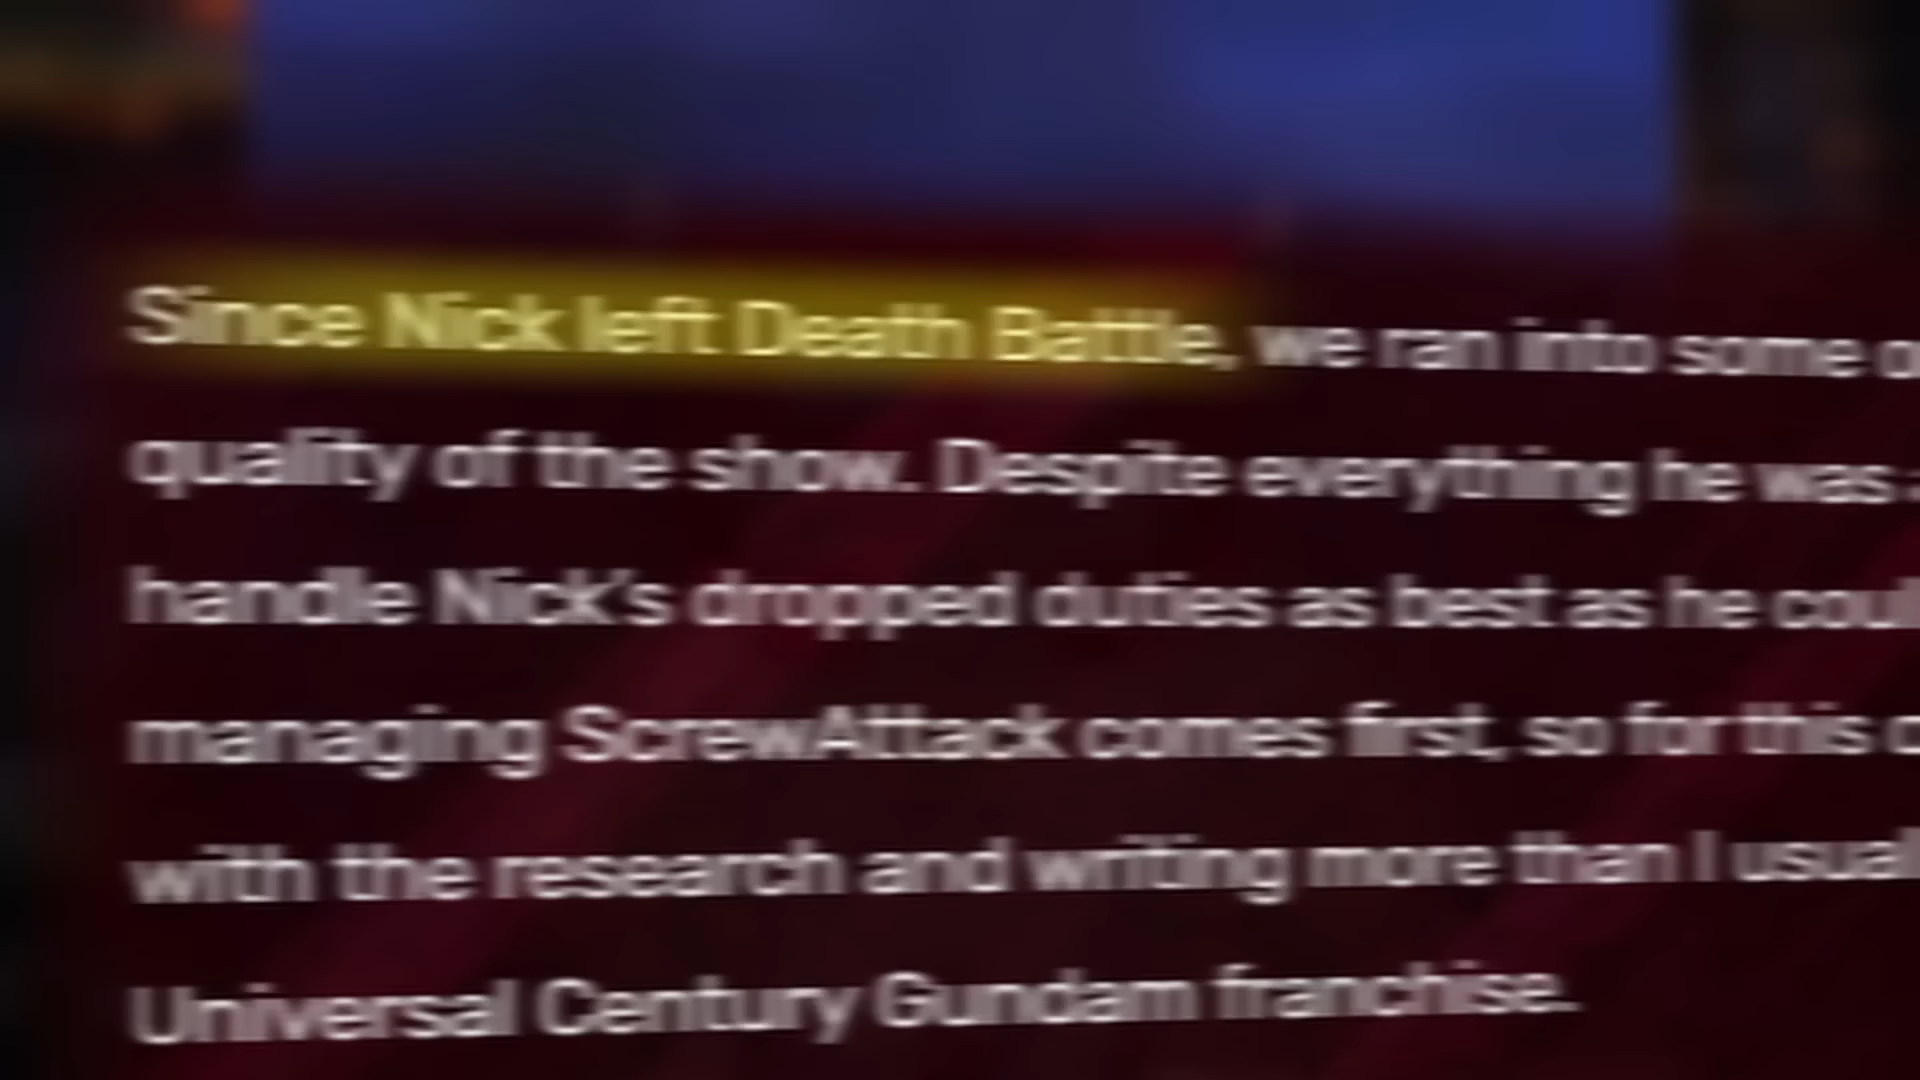 Since Nick left Death Battle, we ran into some
quality of the show. Despite everything he was
handle Nick's dropped duties as best as he
managing ScrewAttack comes first, so for this
with the research and writing more than I
Universal Century Gundam franchise.